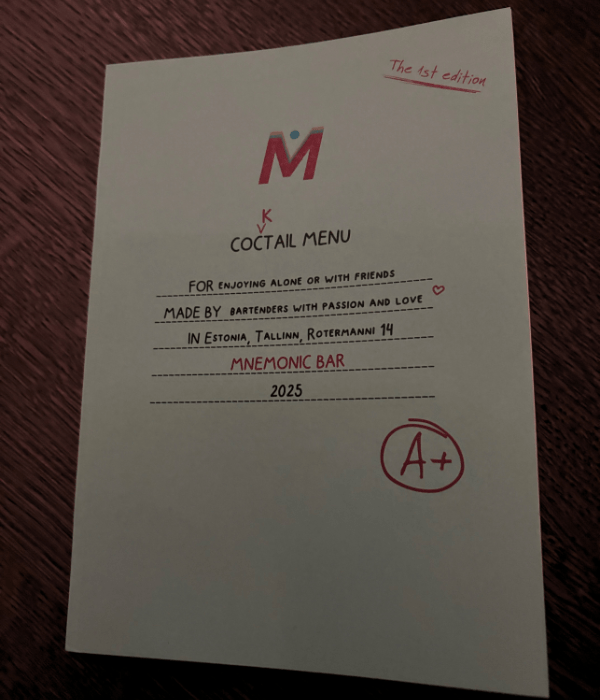 The 1st edition
M
K
COCTAIL MENU
FOR ENJOYING ALONE OR WITH FRIENDS
MADE BY BARTENDERS WITH PASSION AND LOVE
IN ESTONIA, TALLINN, ROTERMANNI 14
MNEMONIC BAR
2025
A+